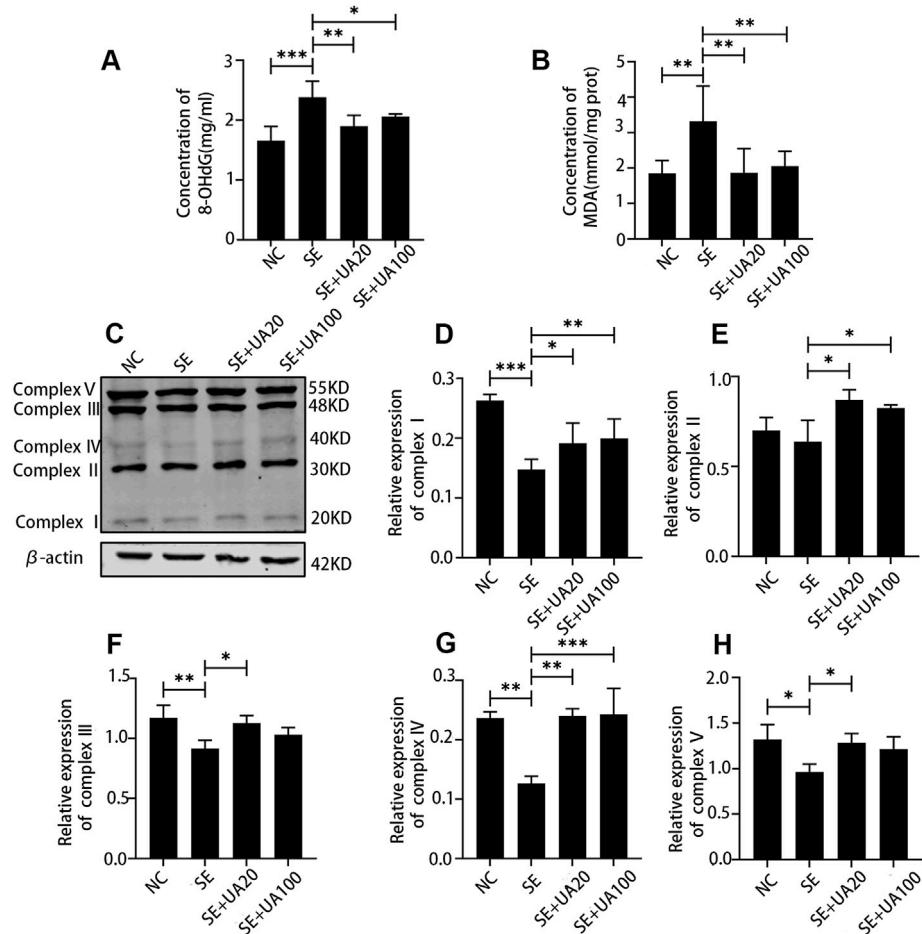 A
Concentration of
8-OHdG(mg/ml)
3
2
1
0
***
**
*
NC
SE
SE+UA20
SE+UA100
B
Concentration of
MDA(mmol/mg prot)
5
4
3
2
1
0
**
**
**
NC
SE
SE+UA20
SE+UA100
C
NC
SE
SE+UA20
SE+UA100
Complex V
55KD
Complex III
48KD
Complex IV
40KD
Complex II
30KD
Complex I
20KD
β-actin
42KD
D
Relative expression
of complex I
0.3
0.2
0.1
0.0
***
*
**
NC
SE
SE+UA20
SE+UA100
E
Relative expression
of complex II
1.0
0.5
0.0
*
*
NC
SE
SE+UA20
SE+UA100
F
Relative expression
of complex III
1.5
1.0
0.5
0.0
**
*
NC
SE
SE+UA20
SE+UA100
G
Relative expression
of complex IV
0.3
0.2
0.1
0.0
**
**
***
NC
SE
SE+UA20
SE+UA100
H
Relative expression
of complex V
2.0
1.5
1.0
0.5
0.0
*
*
NC
SE
SE+UA20
SE+UA100